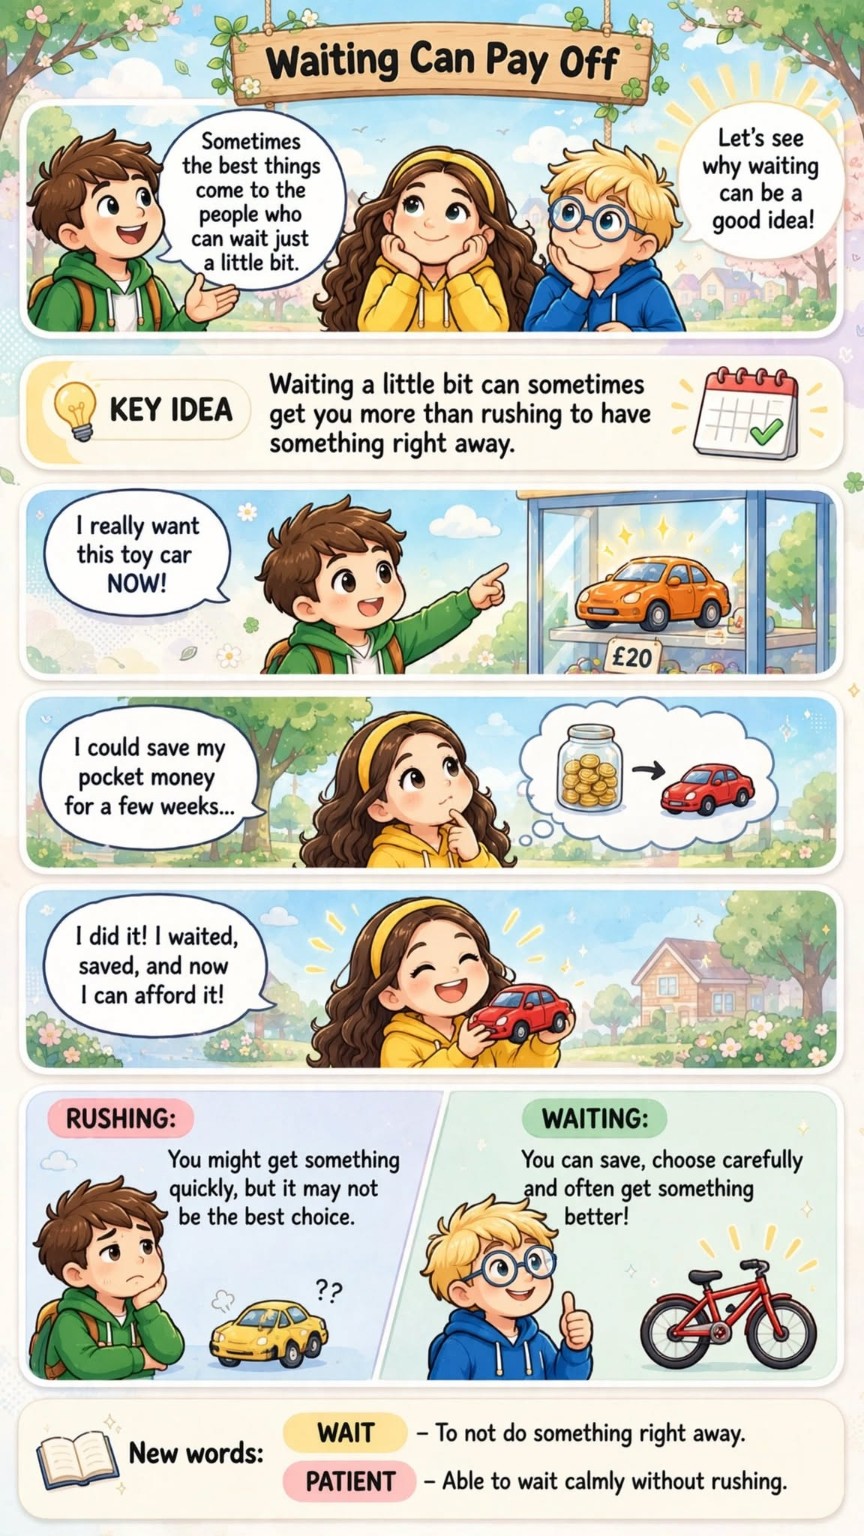 Waiting Can Pay Off
Sometimes
the best things
come to the
people who
can wait just
a little bit.
Let's see
why waiting
can be a
good idea!
KEY IDEA
Waiting a little bit can sometimes
get you more than rushing to have
something right away.
I really want
this toy car
NOW!
£20
I could save my
pocket money
for a few weeks...
I did it! I waited,
saved, and now
I can afford it!
RUSHING:
You might get something
quickly, but it may not
be the best choice.
??
WAITING:
You can save, choose carefully
and often get something
better!
New words:
WAIT – To not do something right away.
PATIENT – Able to wait calmly without rushing.